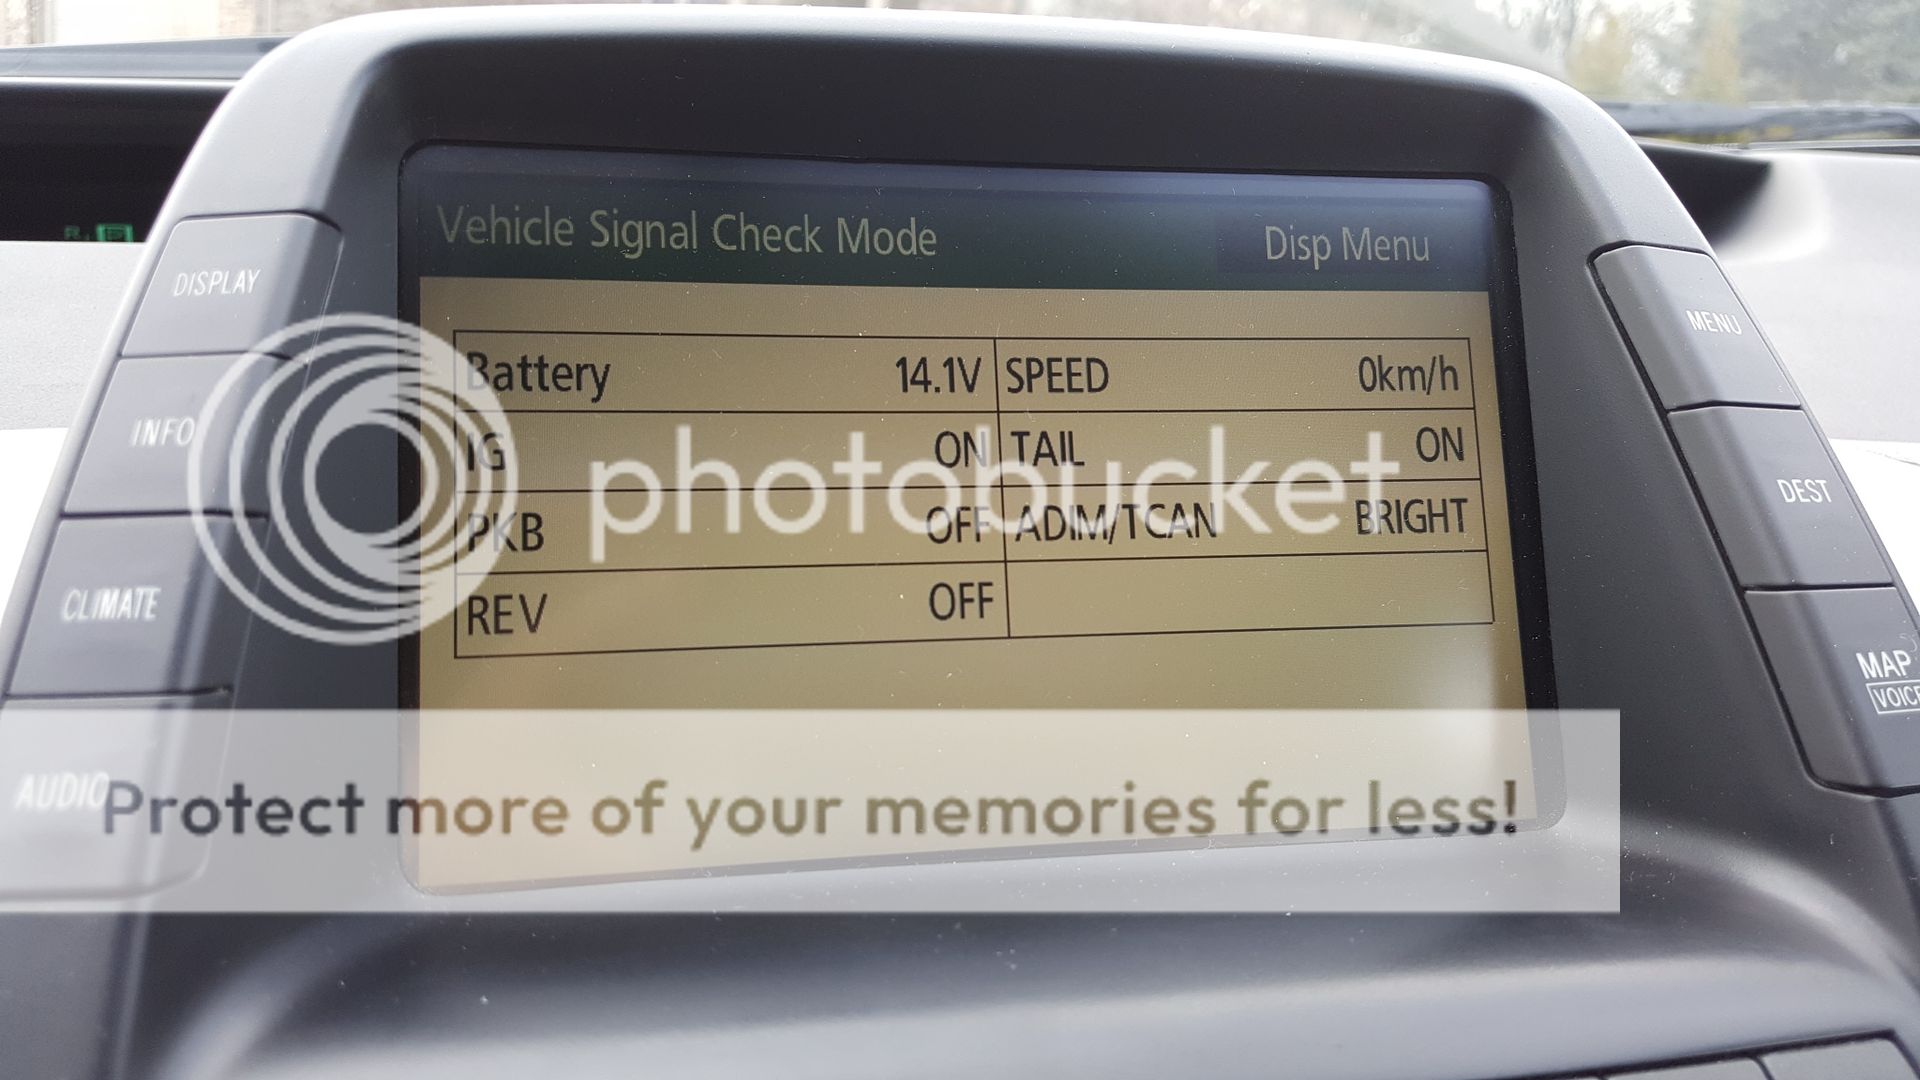 Vehicle Signal Check Mode Disp Menu
DISPLAY
MENU
Battery 14.1V SPEED 0km/h
INFO
IG ON TAIL ON
photobucket
DEST
PKB OFF ADIM/TCAN BRIGHT
CLIMATE
REV OFF
MAP
VOICE
AUDIO
Protect more of your memories for less!